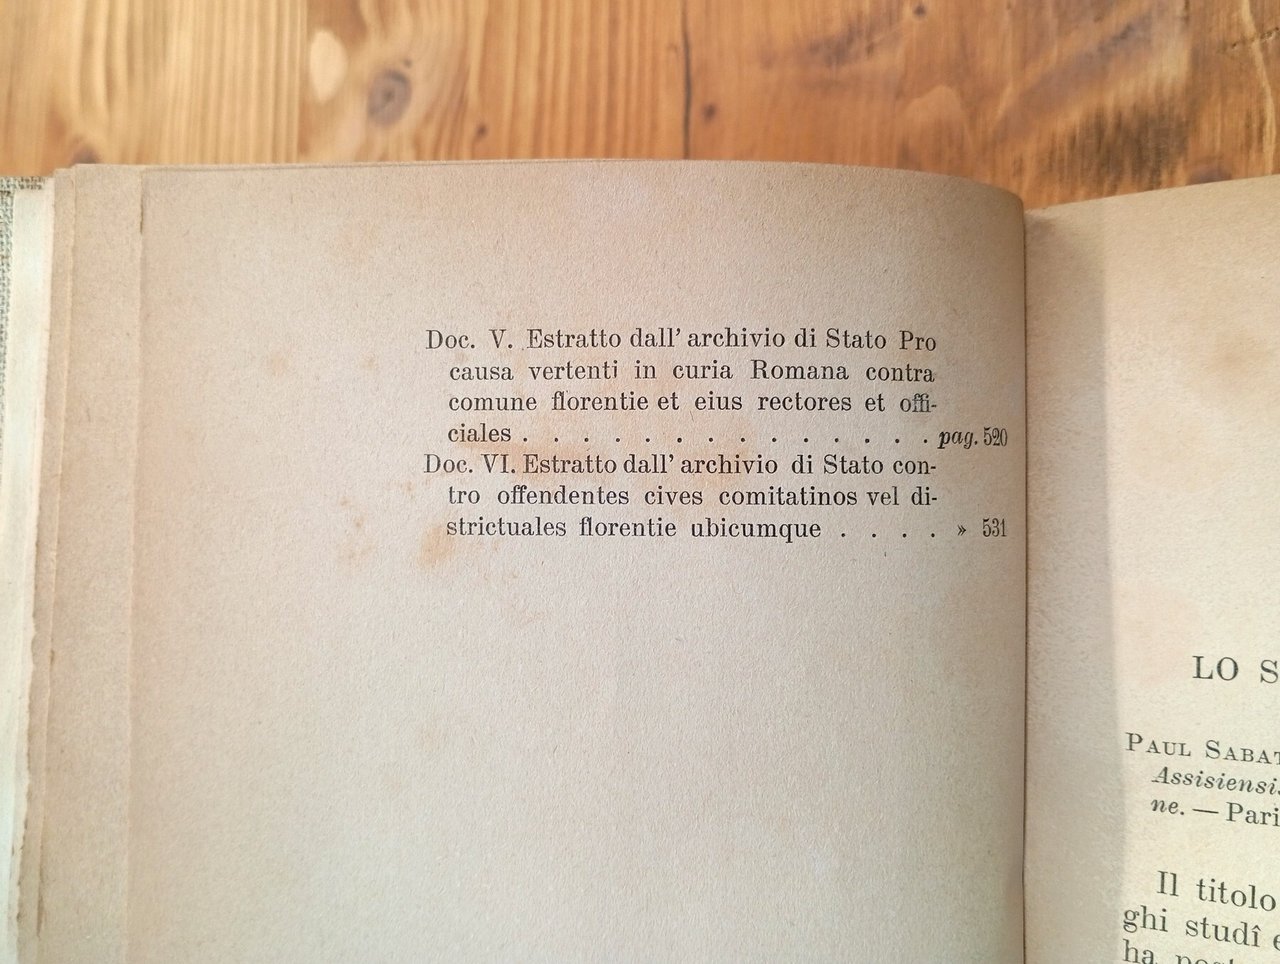 Doc. V. Estratto dall' archivio di Stato Pro
causa vertenti in curia Romana contra
comune florentie et eius rectores et offi-
ciales . . . . . . . . . . . . . . pag. 520
Doc. VI. Estratto dall' archivio di Stato con-
tro offendentes cives comitatinos vel di-
strictuales florentie ubicumque . . . . » 531
LO
PAUL
ne. — Pari
Il titolo
ghi studî
ha